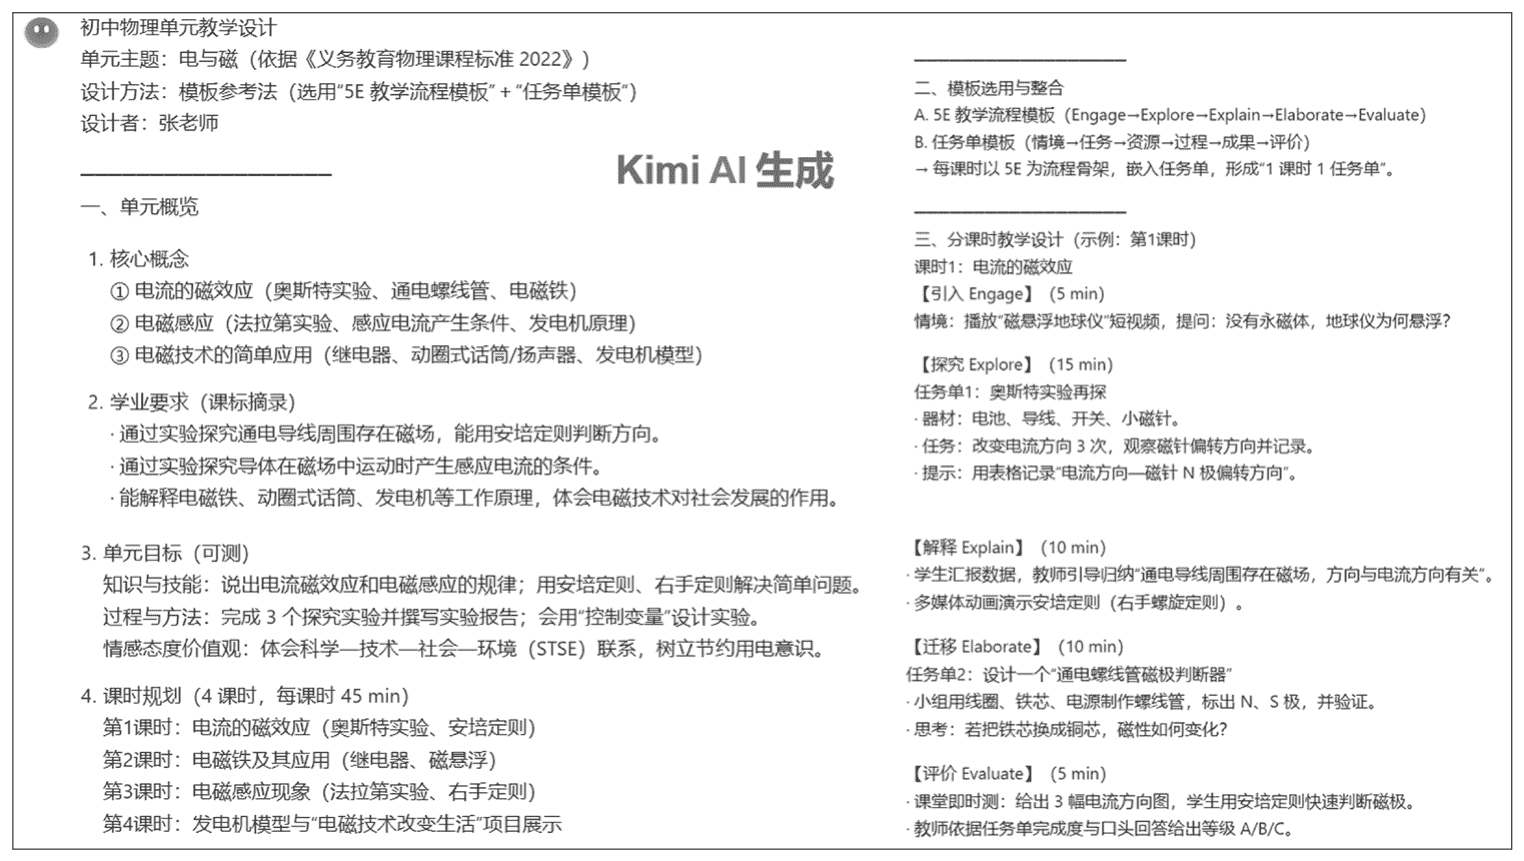 初中物理单元教学设计
单元主题：电与磁（依据《义务教育物理课程标准 2022》）
设计方法：模板参考法（选用“5E 教学流程模板” + “任务单模板”）
设计者：张老师
Kimi AI 生成
一、单元概览
1. 核心概念
① 电流的磁效应（奥斯特实验、通电螺线管、电磁铁）
② 电磁感应（法拉第实验、感应电流产生条件、发电机原理）
③ 电磁技术的简单应用（继电器、动圈式话筒/扬声器、发电机模型）
2. 学业要求（课标摘录）
· 通过实验探究通电导线周围存在磁场，能用安培定则判断方向。
· 通过实验探究导体在磁场中运动时产生感应电流的条件。
· 能解释电磁铁、动圈式话筒、发电机等工作原理，体会电磁技术对社会发展的作用。
3. 单元目标（可测）
知识与技能：说出电流磁效应和电磁感应的规律；用安培定则、右手定则解决简单问题。
过程与方法：完成 3 个探究实验并撰写实验报告；会用“控制变量”设计实验。
情感态度价值观：体会科学—技术—社会—环境（STSE）联系，树立节约用电意识。
4. 课时规划（4 课时，每课时 45 min）
第1课时：电流的磁效应（奥斯特实验、安培定则）
第2课时：电磁铁及其应用（继电器、磁悬浮）
第3课时：电磁感应现象（法拉第实验、右手定则）
第4课时：发电机模型与“电磁技术改变生活”项目展示
二、模板选用与整合
A. 5E 教学流程模板（Engage→Explore→Explain→Elaborate→Evaluate）
B. 任务单模板（情境→任务→资源→过程→成果→评价）
→ 每课时以 5E 为流程骨架，嵌入任务单，形成“1 课时 1 任务单”。
三、分课时教学设计（示例：第1课时）
课时1：电流的磁效应
【引入 Engage】（5 min）
情境：播放“磁悬浮地球仪”短视频，提问：没有永磁体，地球仪为何悬浮？
【探究 Explore】（15 min）
任务单1：奥斯特实验再探
· 器材：电池、导线、开关、小磁针。
· 任务：改变电流方向 3 次，观察磁针偏转方向并记录。
· 提示：用表格记录“电流方向—磁针 N 极偏转方向”。
【解释 Explain】（10 min）
· 学生汇报数据，教师引导归纳“通电导线周围存在磁场，方向与电流方向有关”。
· 多媒体动画演示安培定则（右手螺旋定则）。
【迁移 Elaborate】（10 min）
任务单2：设计一个“通电螺线管磁极判断器”
· 小组用线圈、铁芯、电源制作螺线管，标出 N、S 极，并验证。
· 思考：若把铁芯换成铜芯，磁性如何变化？
【评价 Evaluate】（5 min）
· 课堂即时测：给出 3 幅电流方向图，学生用安培定则快速判断磁极。
· 教师依据任务单完成度与口头回答给出等级 A/B/C。